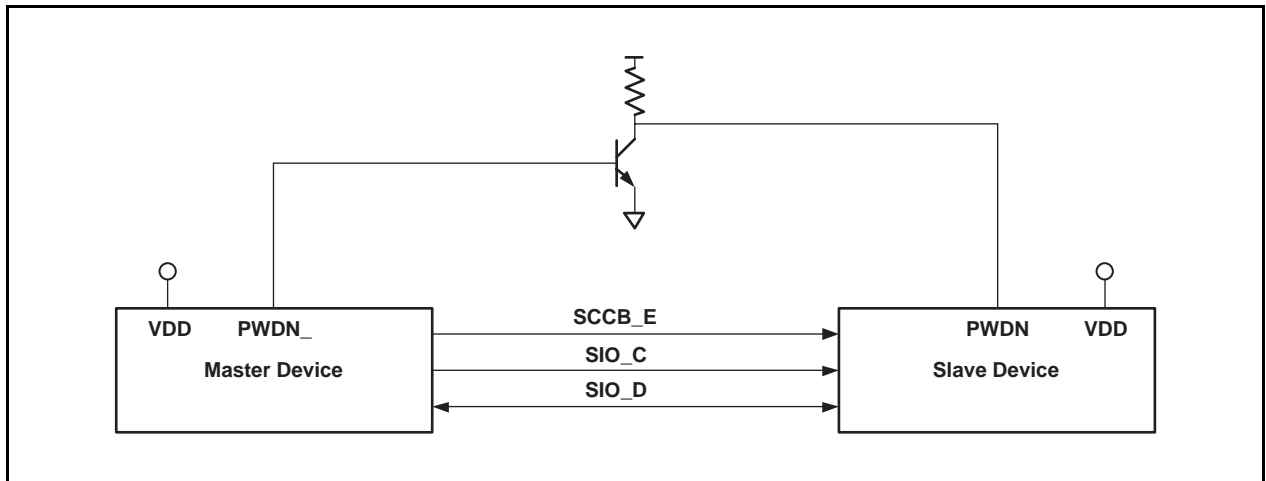 SCCB_E
VDD PWDN_
PWDN VDD
SIO_C
Master Device
Slave Device
SIO_D